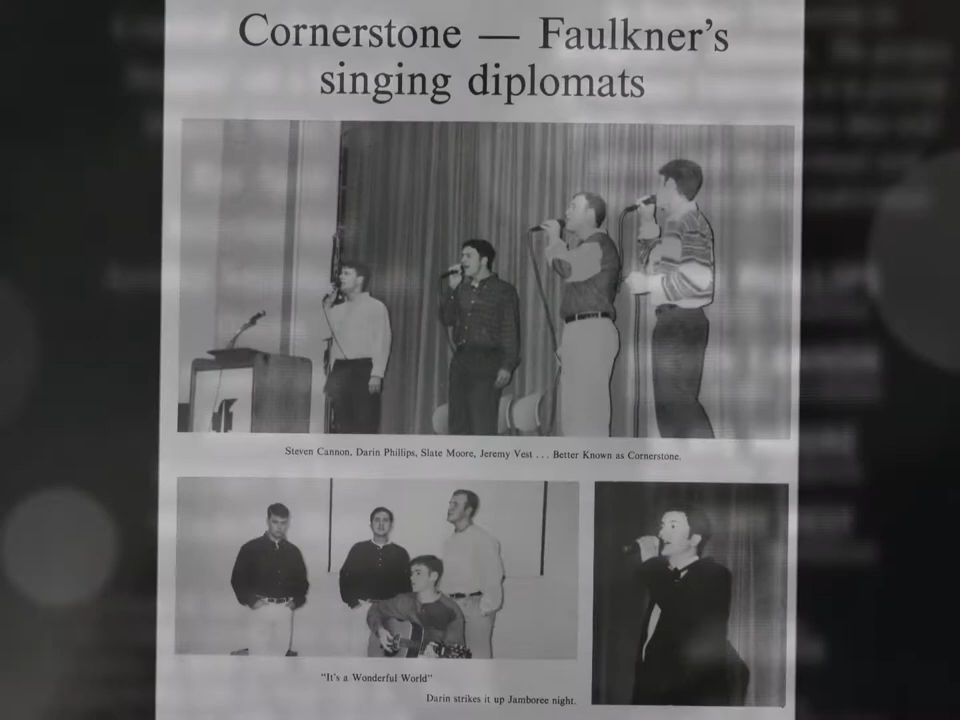 Cornerstone — Faulkner's
singing diplomats
Steven Cannon, Darin Phillips, Slate Moore, Jeremy Vest . . . Better Known as Cornerstone.
"It's a Wonderful World"
Darin strikes it up Jamboree night.